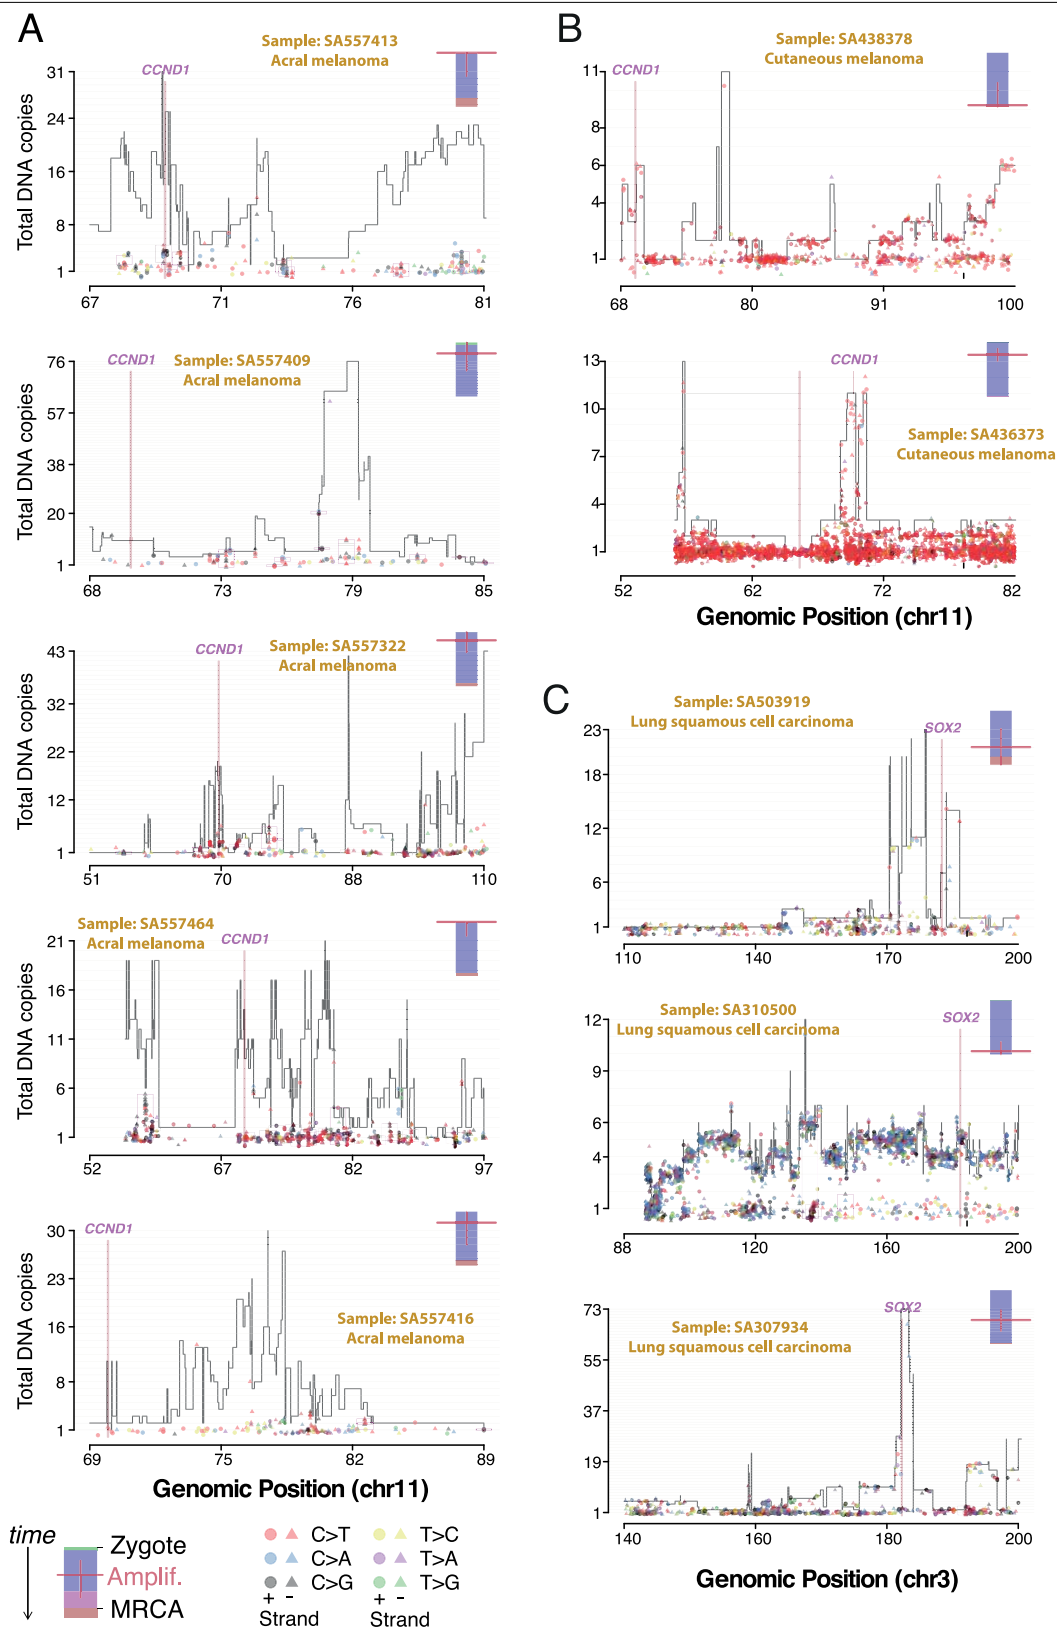 A
Sample: SA557413
Acral melanoma
CCND1
Total DNA copies
31
24
16
8
1
67
71
76
81
Sample: SA557409
Acral melanoma
CCND1
Total DNA copies
76
57
38
20
1
68
73
79
85
Sample: SA557322
Acral melanoma
CCND1
Total DNA copies
43
32
22
12
1
51
70
88
110
Sample: SA557464
Acral melanoma
CCND1
Total DNA copies
21
16
11
6
1
52
67
82
97
CCND1
Sample: SA557416
Acral melanoma
Total DNA copies
30
23
16
8
1
69
75
82
89
Genomic Position (chr11)
B
Sample: SA438378
Cutaneous melanoma
CCND1
11
8
6
4
1
68
80
91
100
CCND1
Sample: SA436373
Cutaneous melanoma
13
10
7
4
1
52
62
72
82
Genomic Position (chr11)
C
Sample: SA503919
Lung squamous cell carcinoma
SOX2
23
18
12
6
1
110
140
170
200
Sample: SA310500
Lung squamous cell carcinoma
SOX2
12
9
6
4
1
88
120
160
200
SOX2
Sample: SA307934
Lung squamous cell carcinoma
73
55
37
19
1
140
160
182
200
Genomic Position (chr3)
time
Zygote
Amplif.
MRCA
C>T
C>A
C>G
+ -
Strand
T>C
T>A
T>G
+ -
Strand